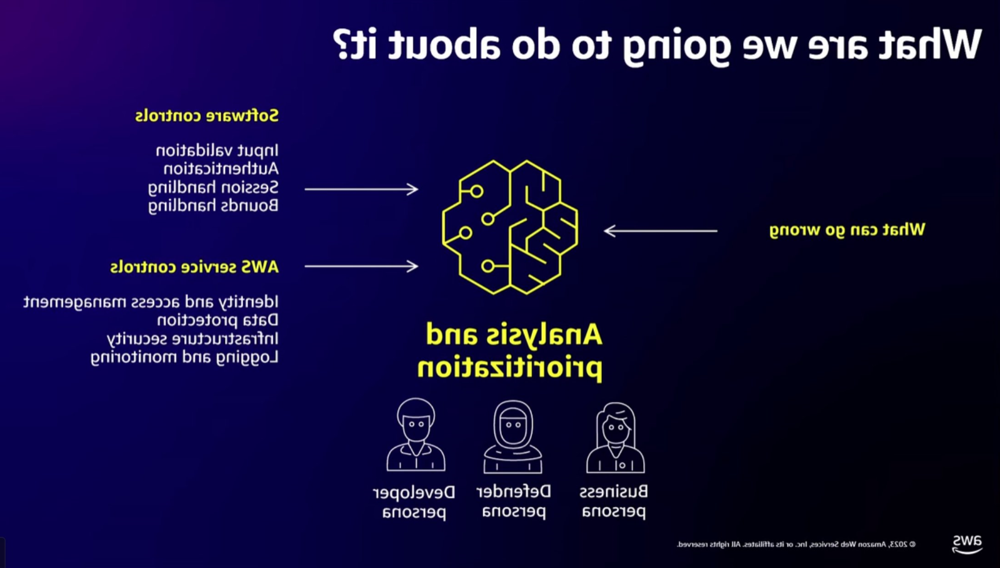 What are we going to do about it?
What can go wrong
Software controls
Input validation
Authentication
Session handling
Bounds handling
AWS service controls
Identity and access management
Data protection
Infrastructure security
Logging and monitoring
Analysis and
prioritization
Business
persona
Defender
persona
Developer
persona
© 2023, Amazon Web Services, Inc. or its affiliates. All rights reserved.
aws